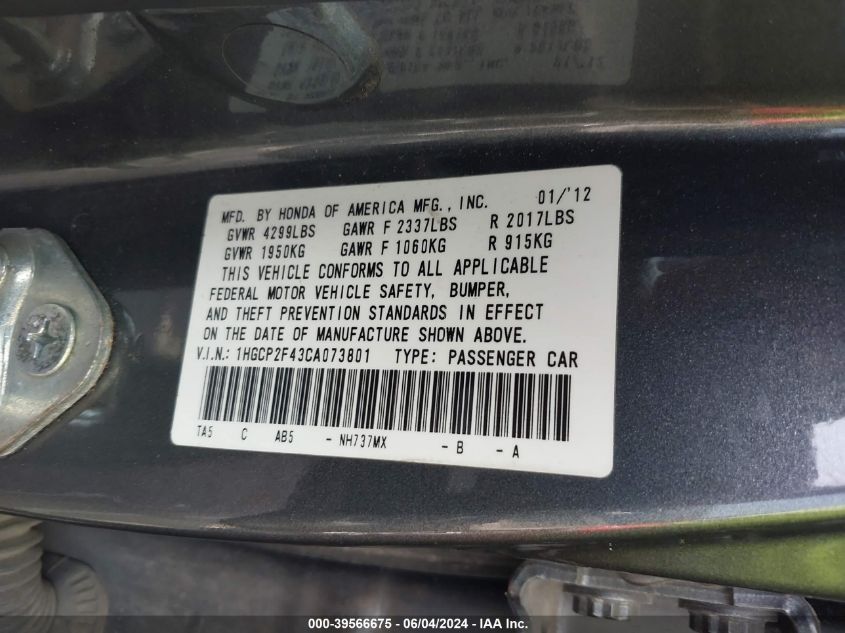 MFD. BY HONDA OF AMERICA MFG., INC. 01/'12
GVWR 4299LBS GAWR F 2337LBS R 2017LBS
GVWR 1950KG GAWR F 1060KG R 915KG
THIS VEHICLE CONFORMS TO ALL APPLICABLE
FEDERAL MOTOR VEHICLE SAFETY, BUMPER,
AND THEFT PREVENTION STANDARDS IN EFFECT
ON THE DATE OF MANUFACTURE SHOWN ABOVE.
V.I.N.: 1HGCP2F43CA073801 TYPE: PASSENGER CAR
TA5 C AB5 - NH737MX - B - A
000-39566675 - 06/04/2024 - IAA Inc.